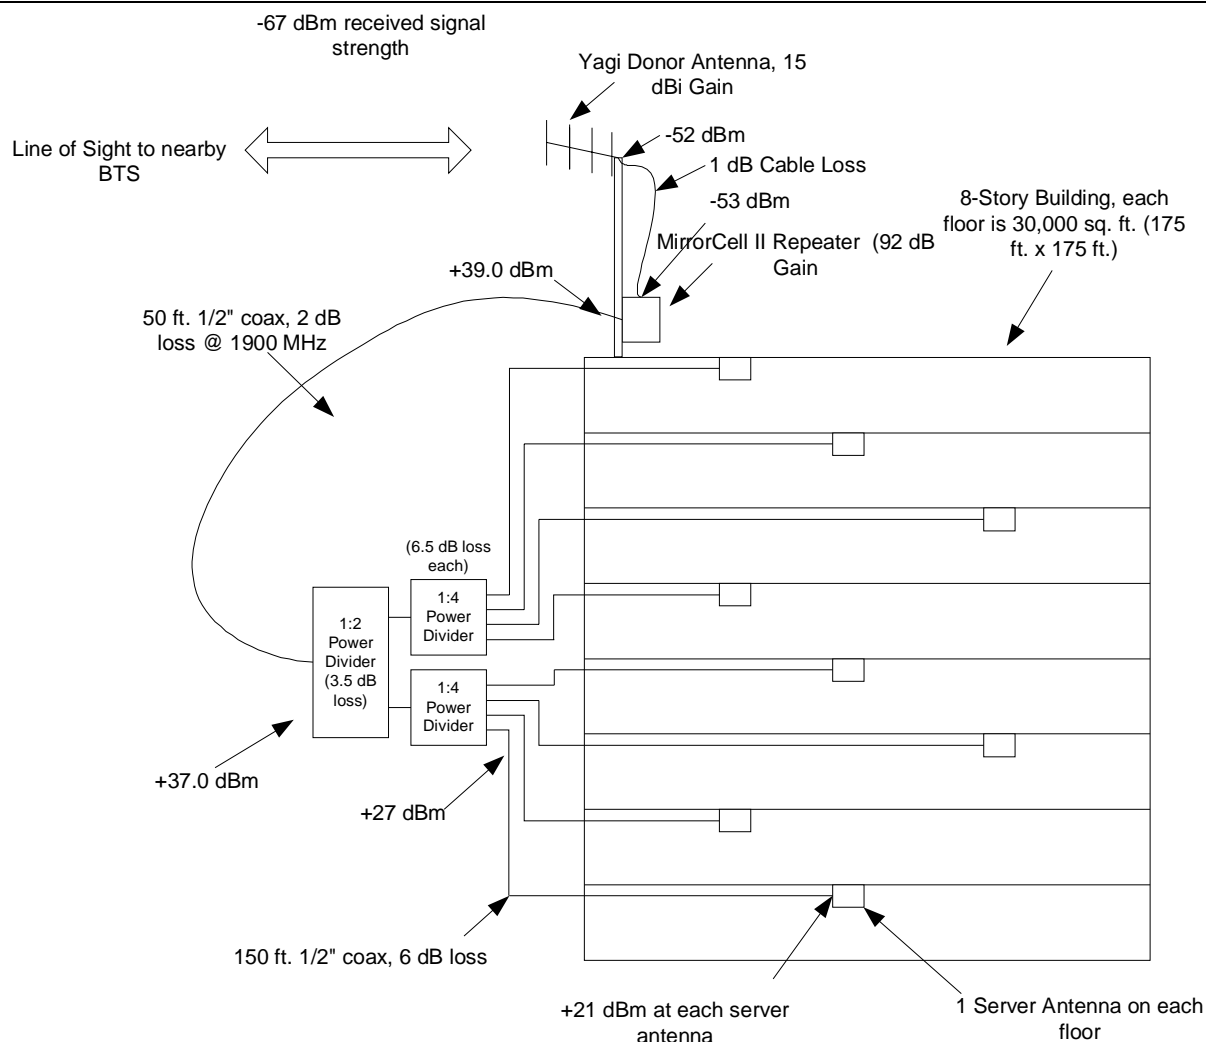 -67 dBm received signal
strength
Yagi Donor Antenna, 15
dBi Gain
Line of Sight to nearby
BTS
-52 dBm
1 dB Cable Loss
-53 dBm
8-Story Building, each
floor is 30,000 sq. ft. (175
ft. x 175 ft.)
MirrorCell II Repeater (92 dB
Gain
+39.0 dBm
50 ft. 1/2" coax, 2 dB
loss @ 1900 MHz
(6.5 dB loss
each)
1:4
Power
Divider
1:2
Power
Divider
(3.5 dB
loss)
1:4
Power
Divider
+37.0 dBm
+27 dBm
150 ft. 1/2" coax, 6 dB loss
+21 dBm at each server
antenna
1 Server Antenna on each
floor